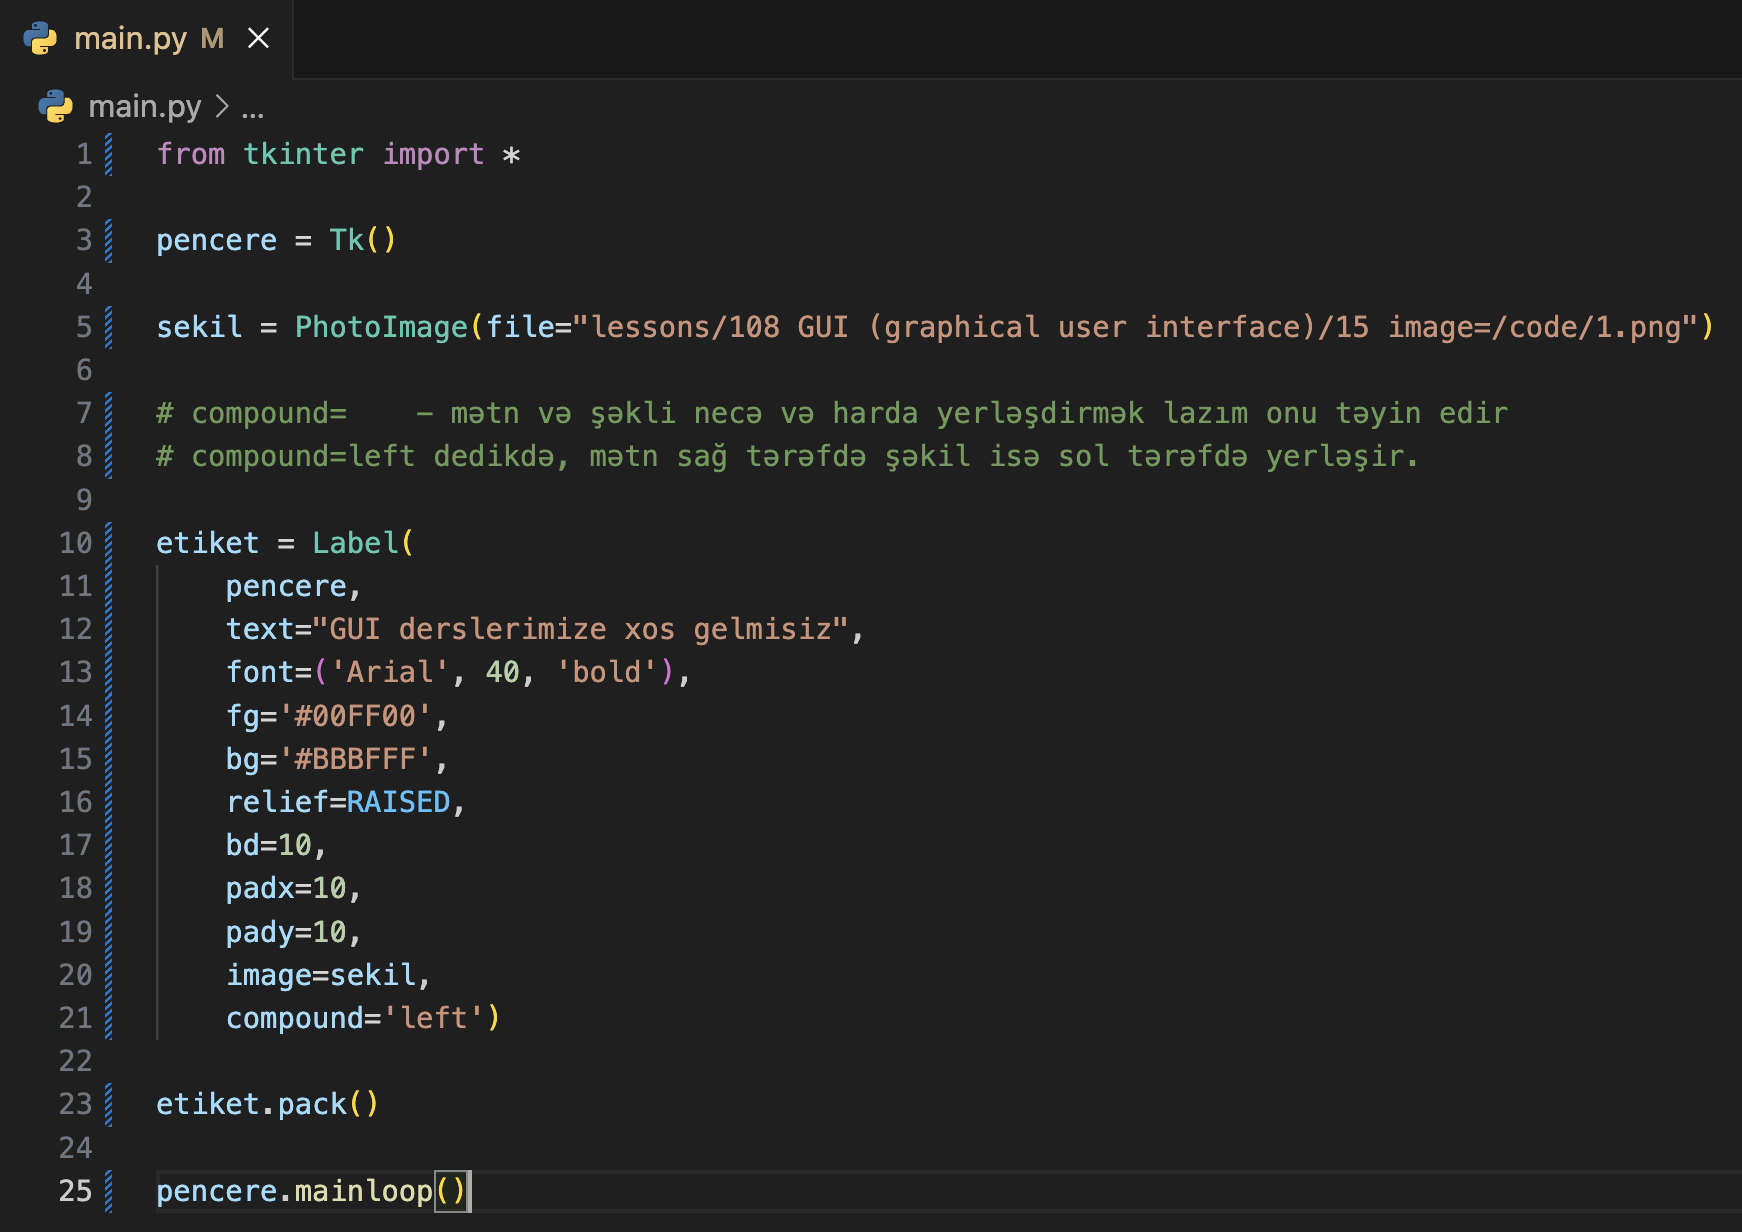 main.py M
main.py > ...
1 from tkinter import *
2
3 pencere = Tk()
4
5 sekil = PhotoImage(file="lessons/108 GUI (graphical user interface)/15 image=/code/1.png")
6
7 # compound=    - mətn və şəkli necə və harda yerləşdirmək lazım onu təyin edir
8 # compound=left dedikdə, mətn sağ tərəfdə şəkil isə sol tərəfdə yerləşir.
9
10 etiket = Label(
11     pencere,
12     text="GUI derslerimize xos gelmisiz",
13     font=('Arial', 40, 'bold'),
14     fg='#00FF00',
15     bg='#BBBFFF',
16     relief=RAISED,
17     bd=10,
18     padx=10,
19     pady=10,
20     image=sekil,
21     compound='left')
22
23 etiket.pack()
24
25 pencere.mainloop()